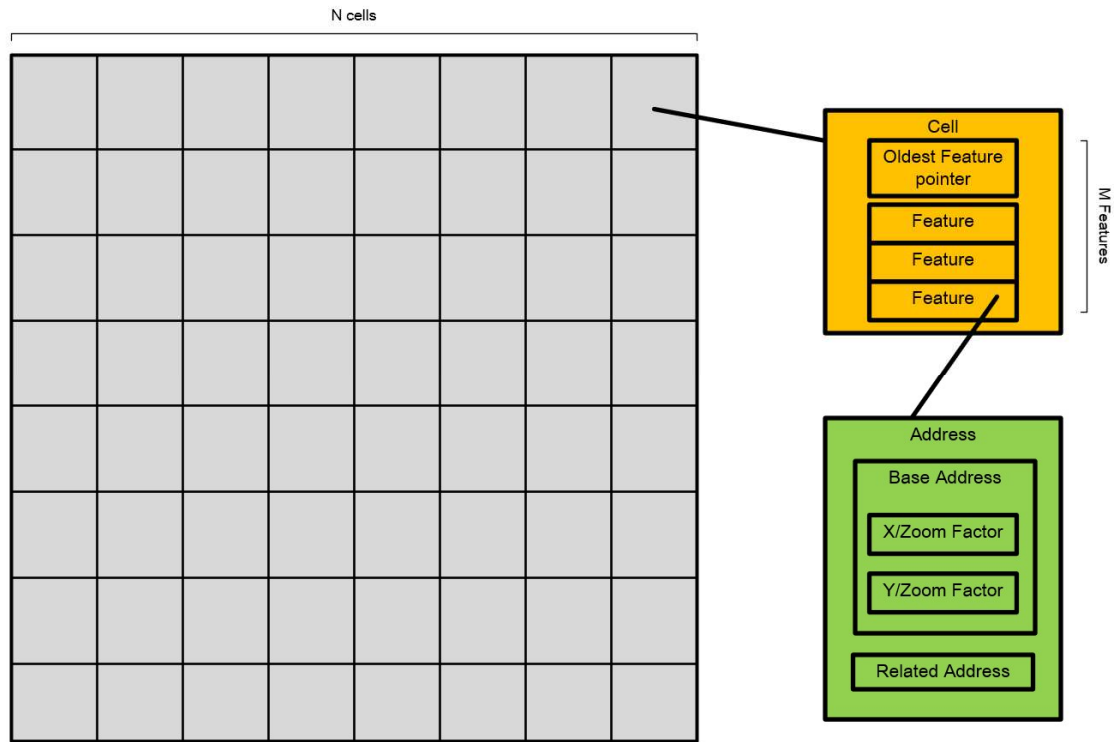 N cells
Cell
Oldest Feature
pointer
Feature
Feature
Feature
M Features
Address
Base Address
X/Zoom Factor
Y/Zoom Factor
Related Address